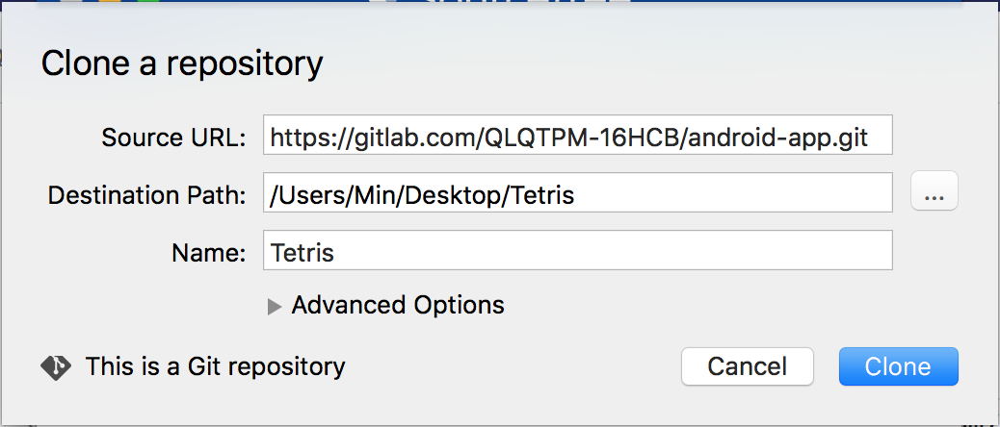 Clone a repository
Source URL: https://gitlab.com/QLQTPM-16HCB/android-app.git
Destination Path: /Users/Min/Desktop/Tetris ...
Name: Tetris
Advanced Options
This is a Git repository Cancel Clone